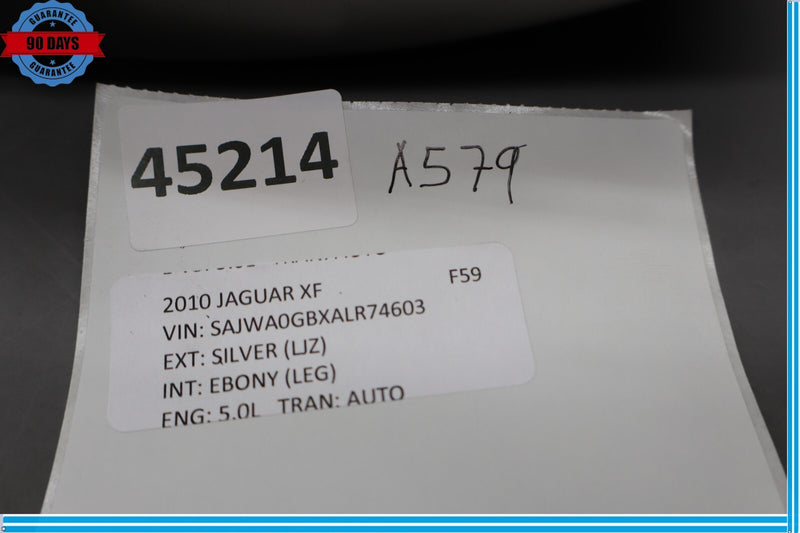 GUARANTEE
90 DAYS
GUARANTEE
45214
A579
2010 JAGUAR XF F59
VIN: SAJWA0GBXALR74603
EXT: SILVER (LJZ)
INT: EBONY (LEG)
ENG: 5.0L TRAN: AUTO